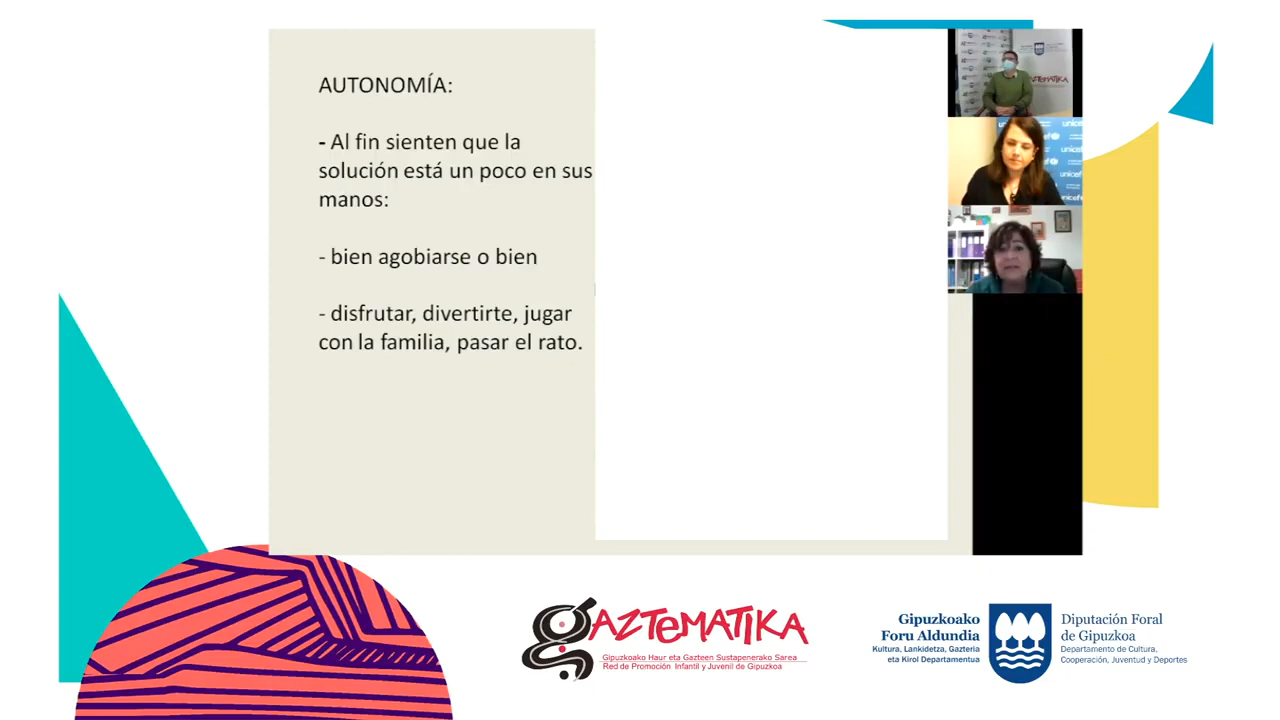 AUTONOMÍA:
- Al fin sienten que la
solución está un poco en sus
manos:
- bien agobiarse o bien
- disfrutar, divertirte, jugar
con la familia, pasar el rato.
unicef
GAZTEMATIKA
Gipuzkoako Haur eta Gazteen Sustapenerako Sarea
Red de Promoción Infantil y Juvenil de Gipuzkoa
Gipuzkoako
Foru Aldundia
Kultura, Lankidetza, Gazteria
eta Kirol Departamentua
Diputación Foral
de Gipuzkoa
Departamento de Cultura,
Cooperación, Juventud y Deportes